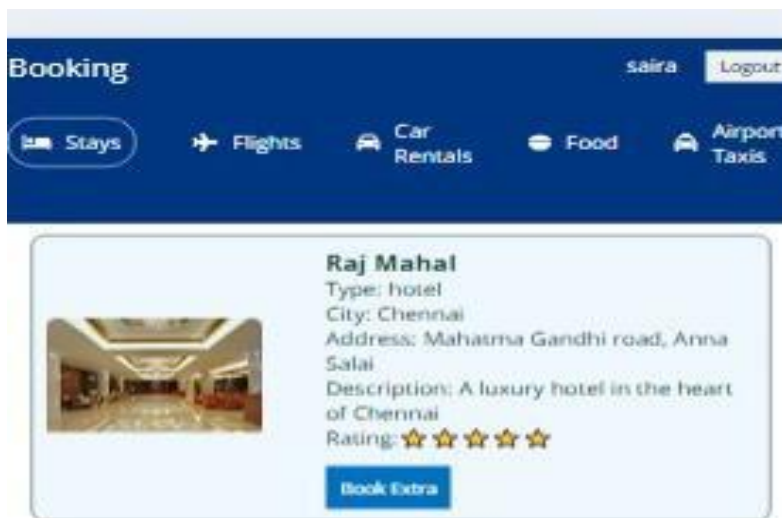 Booking
saira
Logout
Stays
Flights
Car
Rentals
Food
Airport
Taxis
Raj Mahal
Type: hotel
City: Chennai
Address: Mahatma Gandhi road, Anna
Salai
Description: A luxury hotel in the heart
of Chennai
Rating:
Book Extra